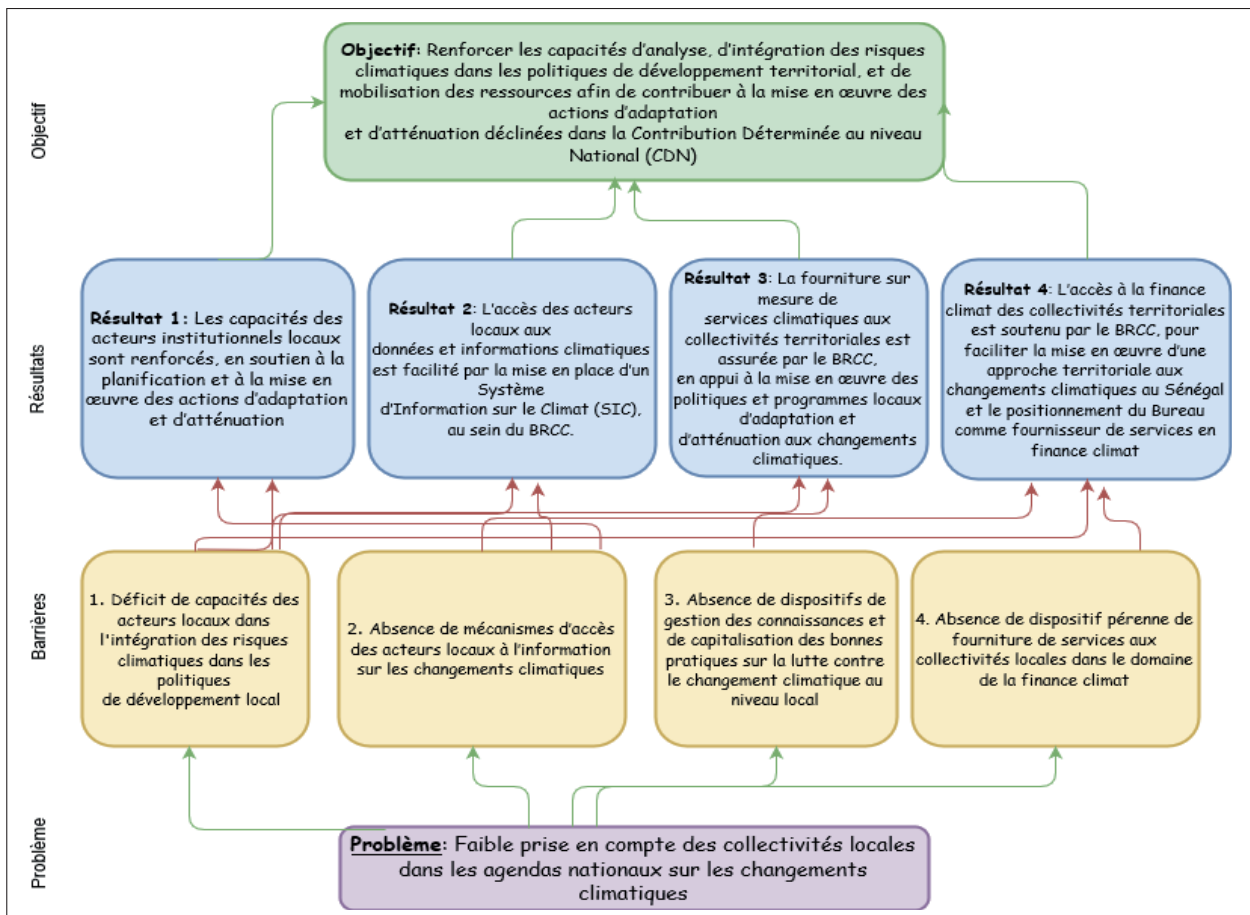 Objectif
Objectif: Renforcer les capacités d'analyse, d'intégration des risques
climatiques dans les politiques de développement territorial, et de
mobilisation des ressources afin de contribuer à la mise en œuvre des
actions d'adaptation
et d'atténuation déclinées dans la Contribution Déterminée au niveau
National (CDN)
Résultats
Résultat 1: Les capacités des
acteurs institutionnels locaux
sont renforcés, en soutien à la
planification et à la mise en
œuvre des actions d'adaptation
et d'atténuation
Résultat 2: L'accès des acteurs
locaux aux
données et informations climatiques
est facilité par la mise en place d'un
Système
d'Information sur le Climat (SIC),
au sein du BRCC.
Résultat 3: La fourniture sur
mesure de
services climatiques aux
collectivités territoriales est
assurée par le BRCC,
en appui à la mise en œuvre des
politiques et programmes locaux
d'adaptation et
d'atténuation aux changements
climatiques.
Résultat 4: L'accès à la finance
climat des collectivités territoriales
est soutenu par le BRCC, pour
faciliter la mise en œuvre d'une
approche territoriale aux
changements climatiques au Sénégal
et le positionnement du Bureau
comme fournisseur de services en
finance climat
Barrières
1. Déficit de capacités des
acteurs locaux dans
l'intégration des risques
climatiques dans les
politiques
de développement local
2. Absence de mécanismes d'accès
des acteurs locaux à l'information
sur les changements climatiques
3. Absence de dispositifs de
gestion des connaissances et
de capitalisation des bonnes
pratiques sur la lutte contre
le changement climatique au
niveau local
4. Absence de dispositif pérenne de
fourniture de services aux
collectivités locales dans le domaine
de la finance climat
Problème
Problème: Faible prise en compte des collectivités locales
dans les agendas nationaux sur les changements
climatiques